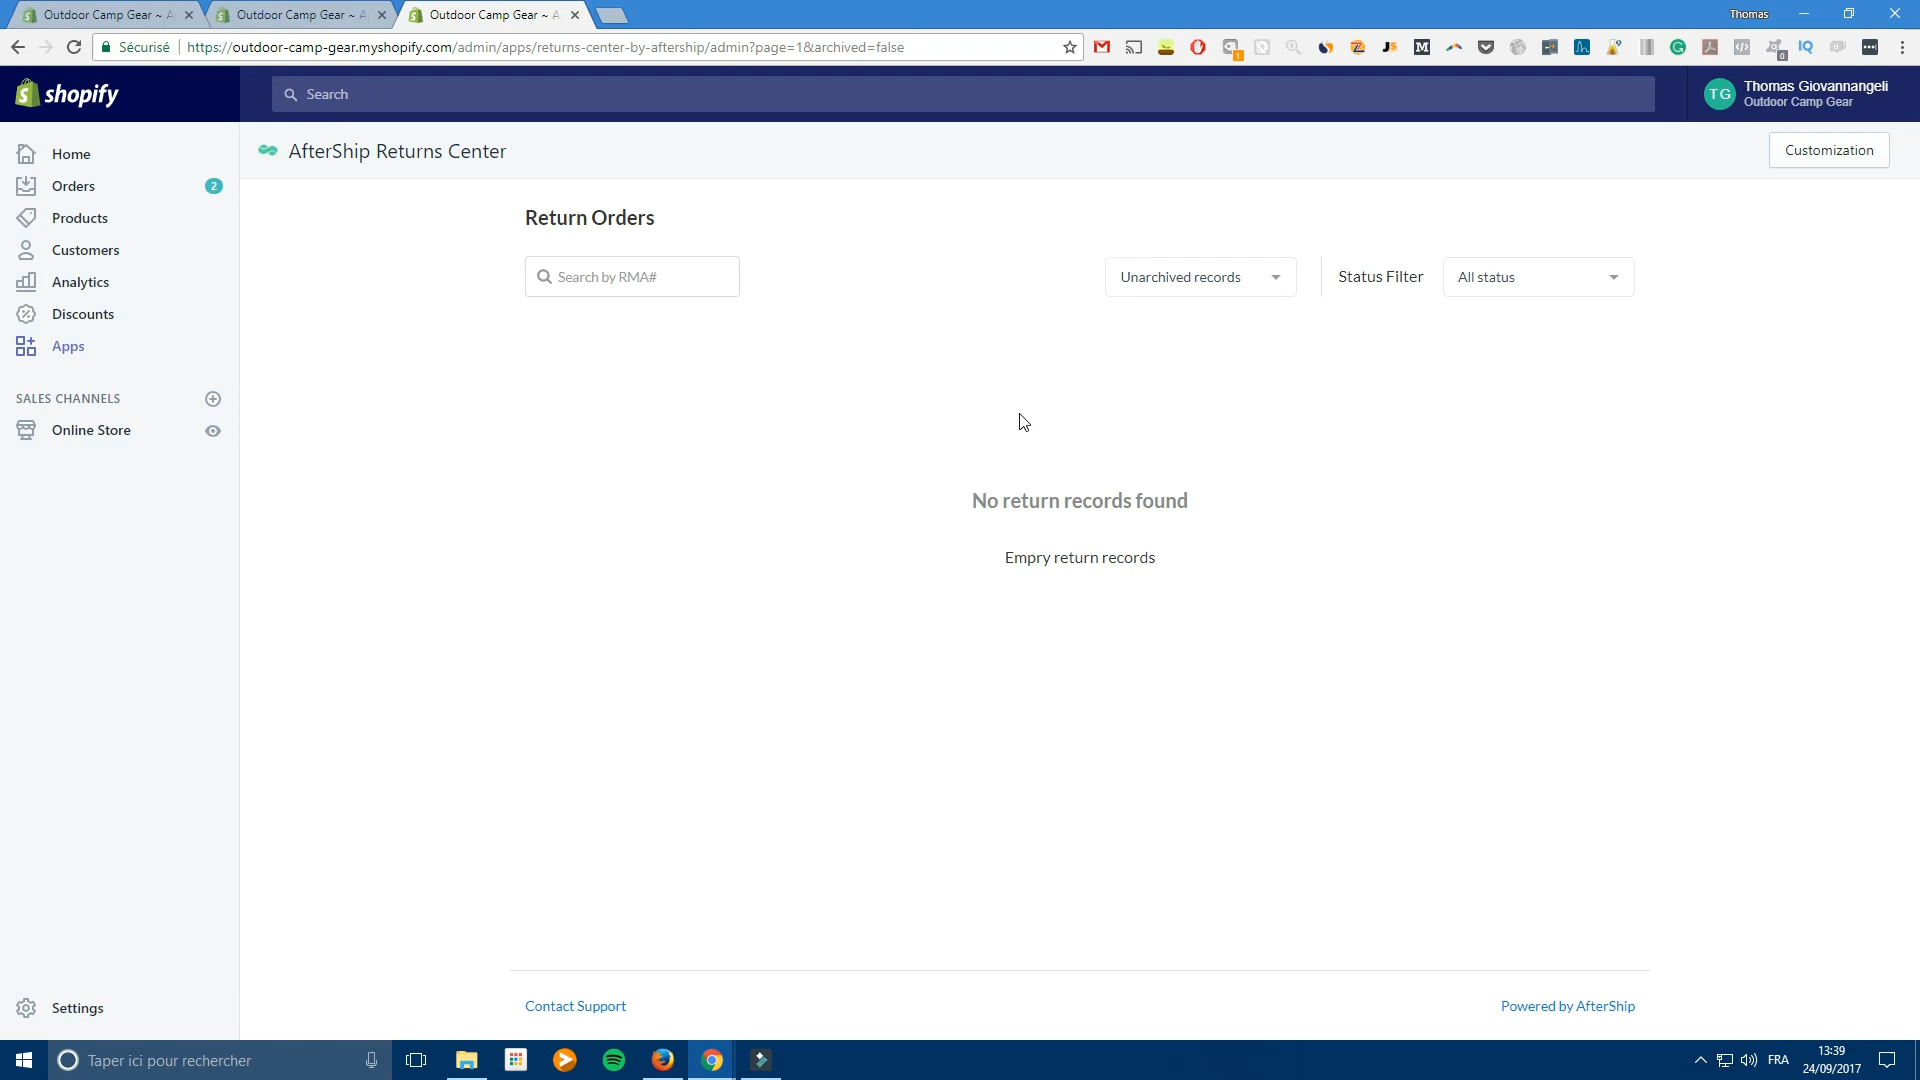 Outdoor Camp Gear ~ A
Outdoor Camp Gear ~ A
Outdoor Camp Gear ~ A
Thomas
Sécurisé
https://outdoor-camp-gear.myshopify.com/admin/apps/returns-center-by-aftership/admin?page=1&archived=false
shopify
Search
TG
Thomas Giovannangeli
Outdoor Camp Gear
Home
Orders
2
Products
Customers
Analytics
Discounts
Apps
SALES CHANNELS
Online Store
Settings
AfterShip Returns Center
Customization
Return Orders
Search by RMA#
Unarchived records
Status Filter
All status
No return records found
Empry return records
Contact Support
Powered by AfterShip
Taper ici pour rechercher
FRA
13:39
24/09/2017